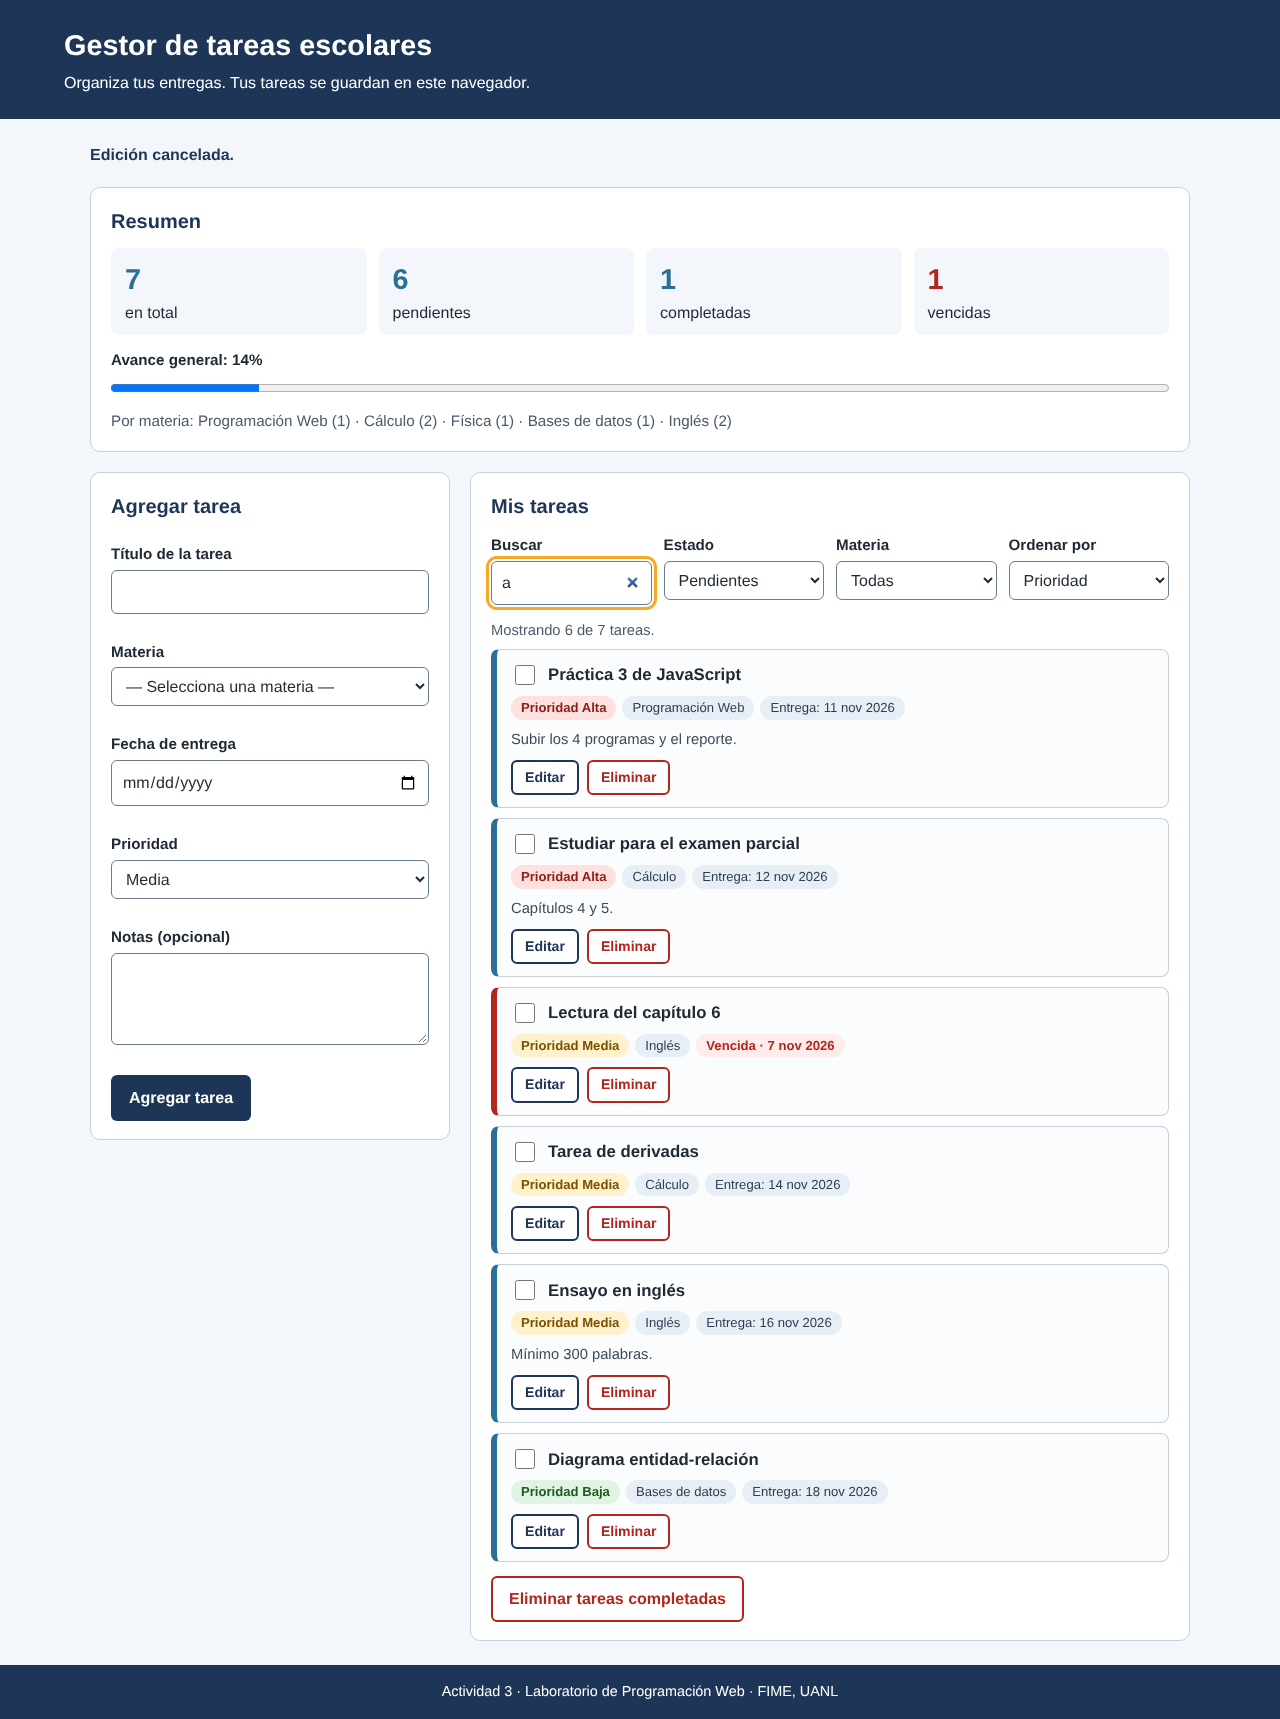 Gestor de tareas escolares
Organiza tus entregas. Tus tareas se guardan en este navegador.
Edición cancelada.
Resumen
7
en total
6
pendientes
1
completadas
1
vencidas
Avance general: 14%
Por materia: Programación Web (1) · Cálculo (2) · Física (1) · Bases de datos (1) · Inglés (2)
Agregar tarea
Título de la tarea
Materia
— Selecciona una materia —
Fecha de entrega
mm/dd/yyyy
Prioridad
Media
Notas (opcional)
Agregar tarea
Mis tareas
Buscar
a
Estado
Pendientes
Materia
Todas
Ordenar por
Prioridad
Mostrando 6 de 7 tareas.
Práctica 3 de JavaScript
Prioridad Alta Programación Web Entrega: 11 nov 2026
Subir los 4 programas y el reporte.
Editar Eliminar
Estudiar para el examen parcial
Prioridad Alta Cálculo Entrega: 12 nov 2026
Capítulos 4 y 5.
Editar Eliminar
Lectura del capítulo 6
Prioridad Media Inglés Vencida · 7 nov 2026
Editar Eliminar
Tarea de derivadas
Prioridad Media Cálculo Entrega: 14 nov 2026
Editar Eliminar
Ensayo en inglés
Prioridad Media Inglés Entrega: 16 nov 2026
Mínimo 300 palabras.
Editar Eliminar
Diagrama entidad-relación
Prioridad Baja Bases de datos Entrega: 18 nov 2026
Editar Eliminar
Eliminar tareas completadas
Actividad 3 · Laboratorio de Programación Web · FIME, UANL